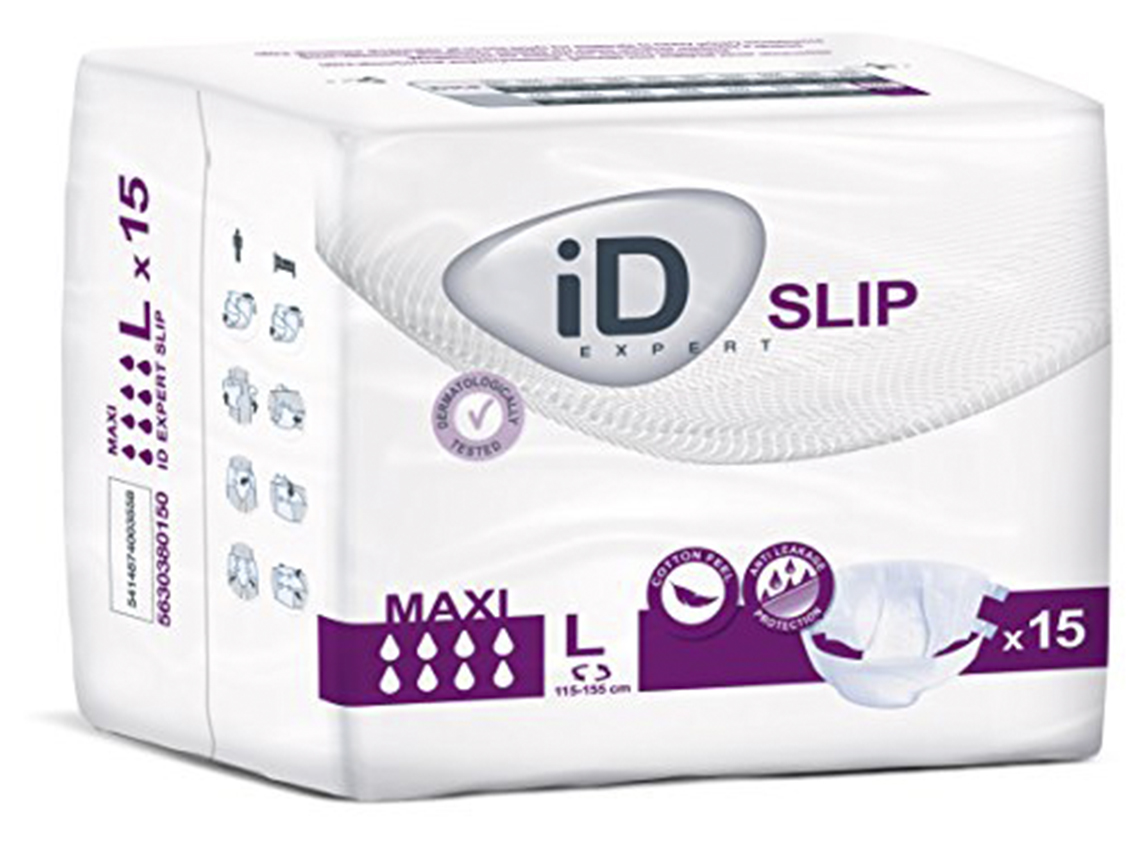 iD
EXPERT
SLIP
DERMATOLOGICALLY
TESTED
COTTON FEEL
ANTI LEAKAGE
PROTECTION
MAXI
L
115-155 cm
x15
L x 15
MAXI
ID EXPERT SLIP
5630380150